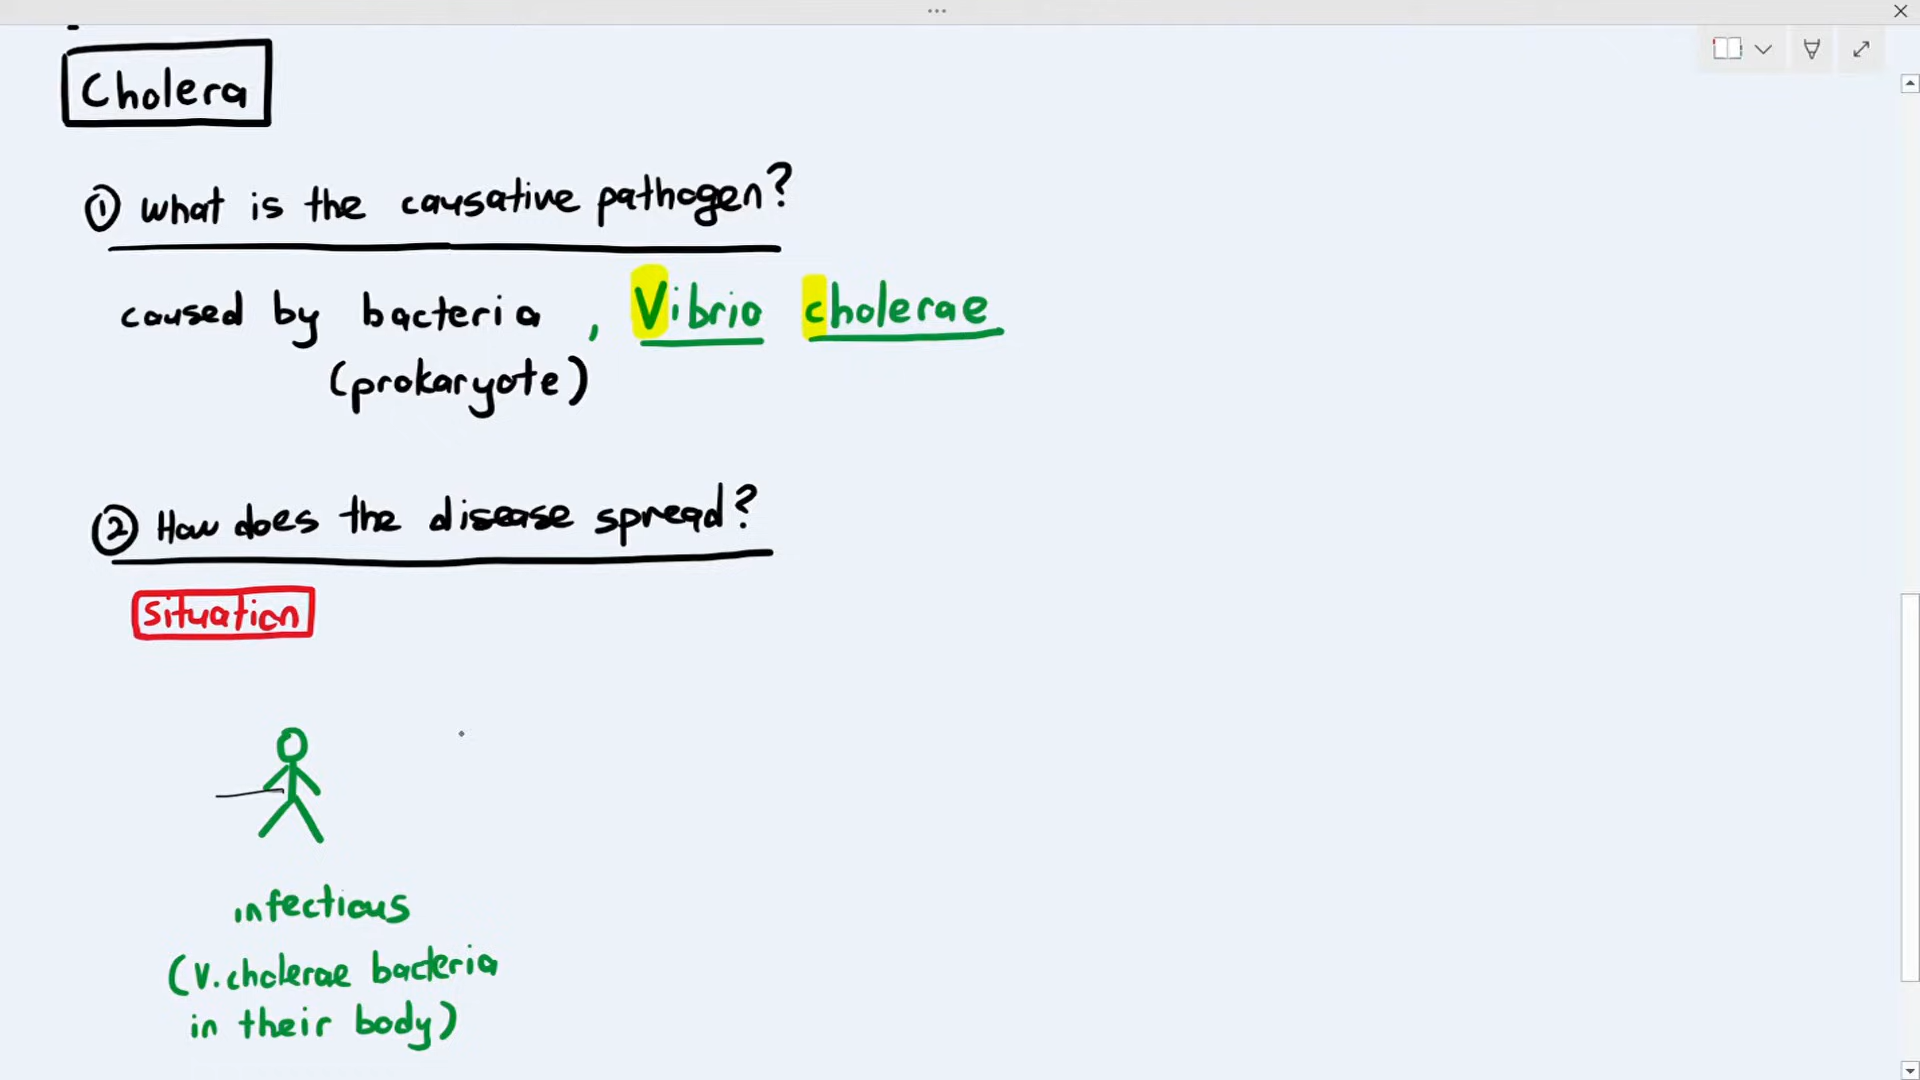 Cholera
① What is the causative pathogen?
caused by bacteria, Vibrio cholerae
(prokaryote)
② How does the disease spread?
Situation
infectious
(V. cholerae bacteria
in their body)